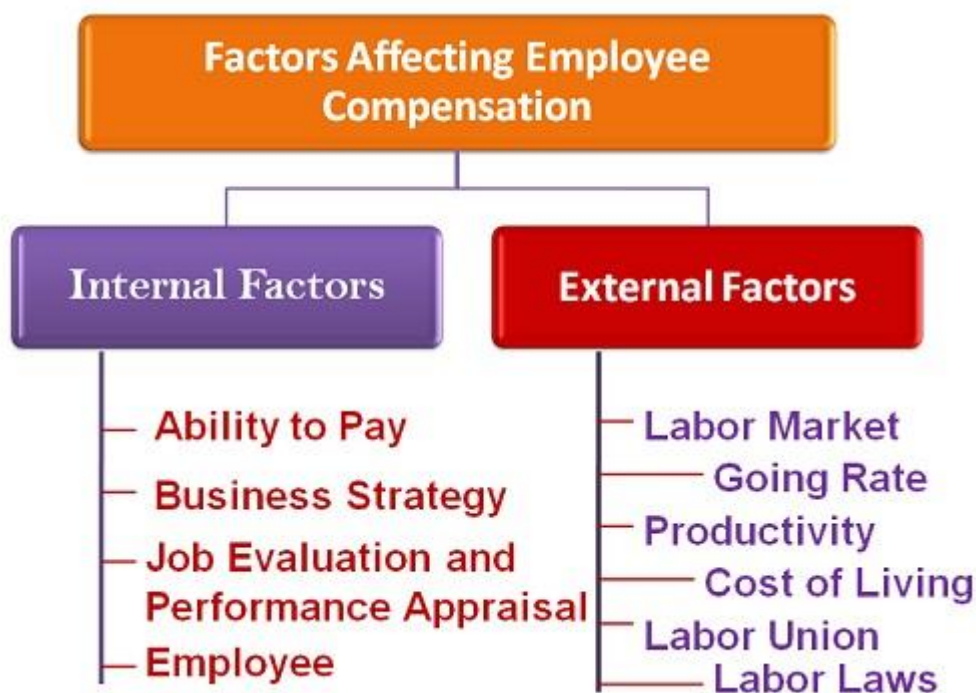 Factors Affecting Employee
Compensation
Internal Factors
Ability to Pay
Business Strategy
Job Evaluation and
Performance Appraisal
Employee
External Factors
Labor Market
Going Rate
Productivity
Cost of Living
Labor Union
Labor Laws